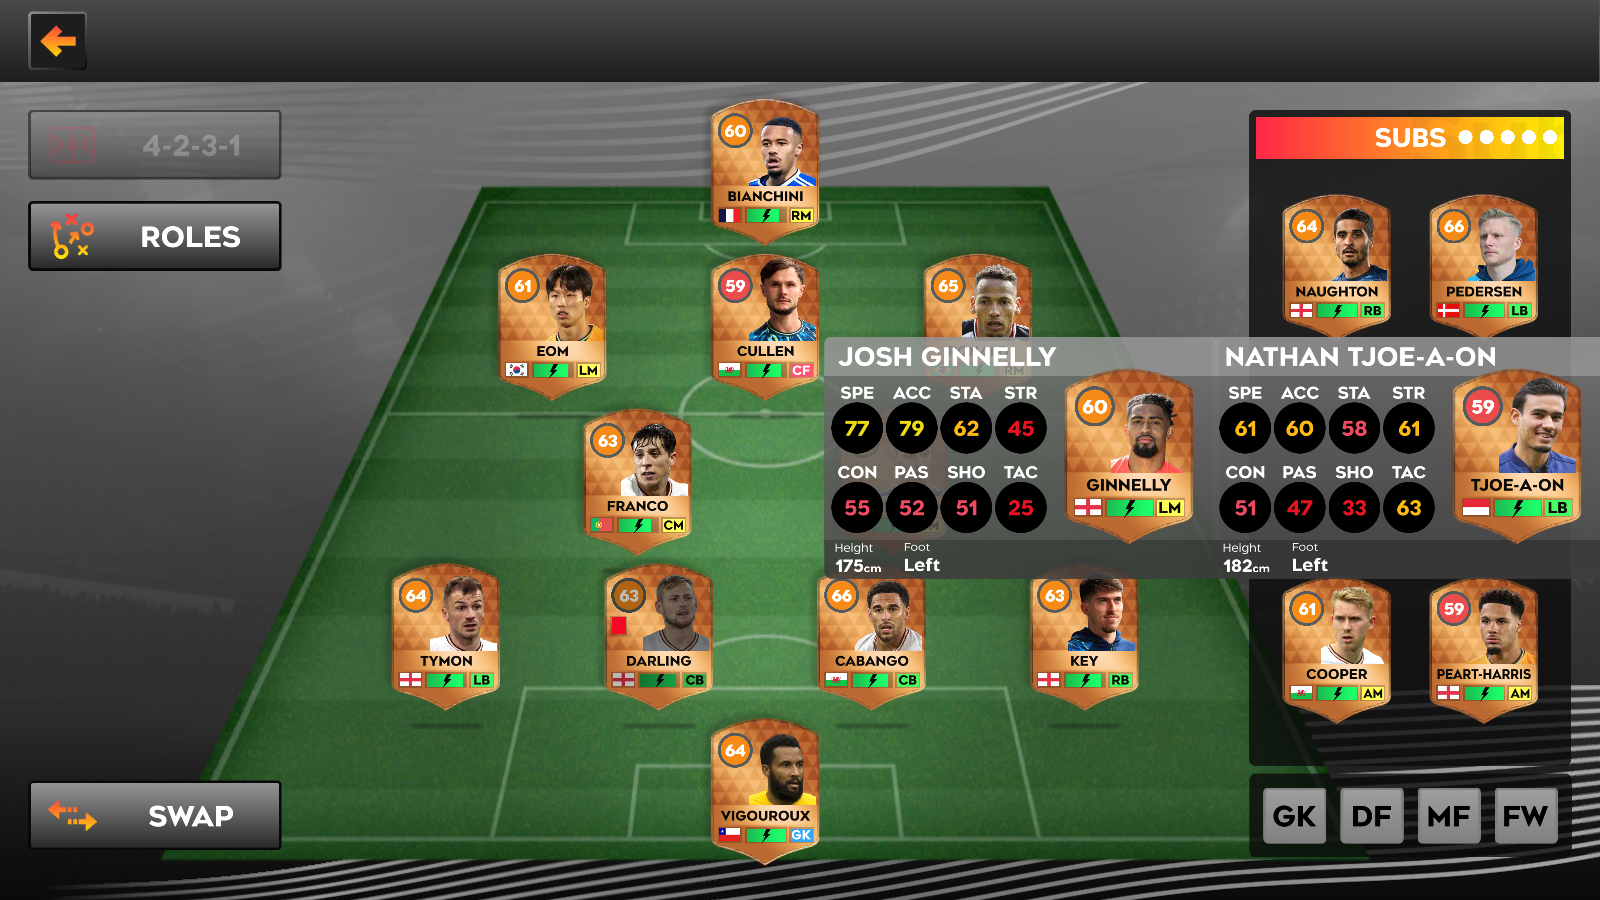 4-2-3-1
ROLES
SWAP
60
BIANCHINI
RM
61
EOM
LM
59
CULLEN
CF
65
RM
63
FRANCO
CM
64
TYMON
LB
63
DARLING
CB
66
CABANGO
CB
63
KEY
RB
64
VIGOUROUX
GK
SUBS
64
NAUGHTON
RB
66
PEDERSEN
LB
JOSH GINNELLY
SPE ACC STA STR
77 79 62 45
CON PAS SHO TAC
55 52 51 25
Height Foot
175cm Left
60
GINNELLY
LM
NATHAN TJOE-A-ON
SPE ACC STA STR
61 60 58 61
CON PAS SHO TAC
51 47 33 63
Height Foot
182cm Left
59
TJOE-A-ON
LB
61
COOPER
AM
59
PEART-HARRIS
AM
GK DF MF FW